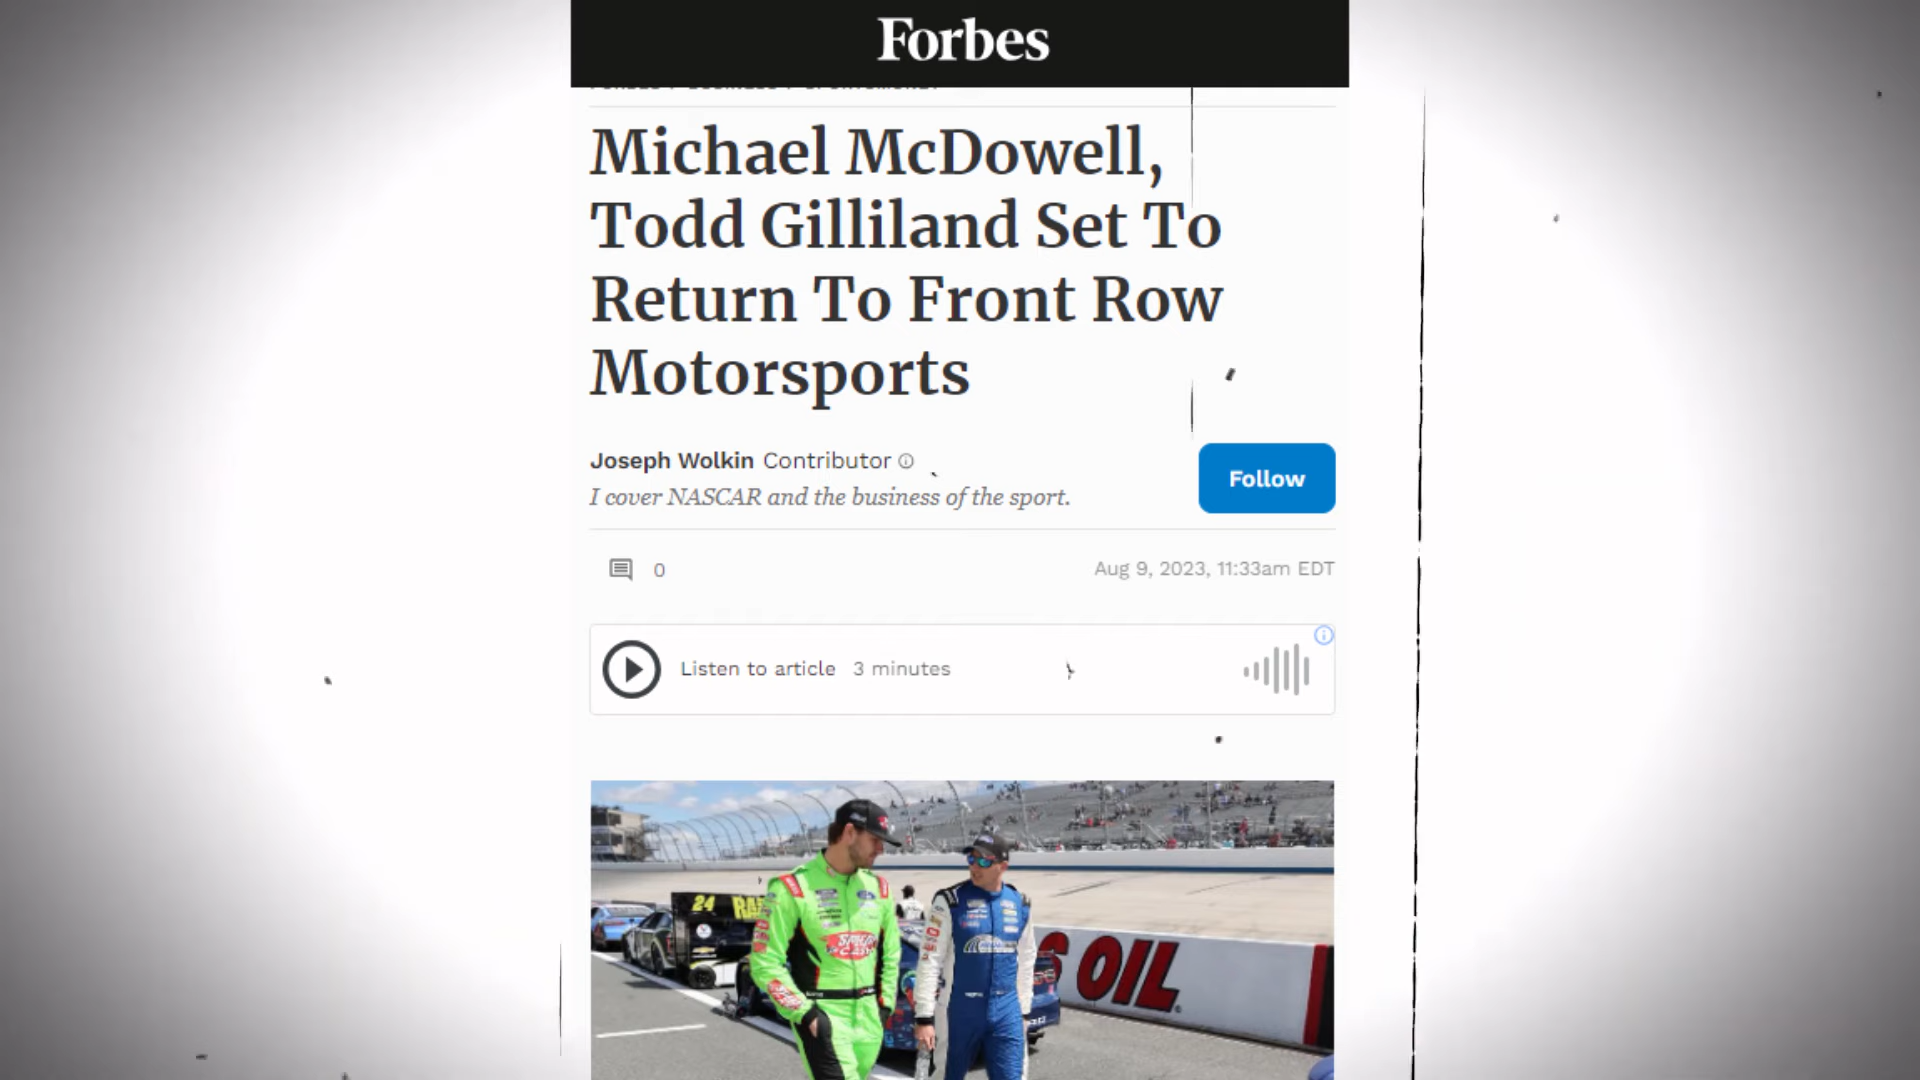 Forbes
Michael McDowell,
Todd Gilliland Set To
Return To Front Row
Motorsports
Joseph Wolkin Contributor
I cover NASCAR and the business of the sport.
Follow
0
Aug 9, 2023, 11:33am EDT
Listen to article 3 minutes
24
OIL